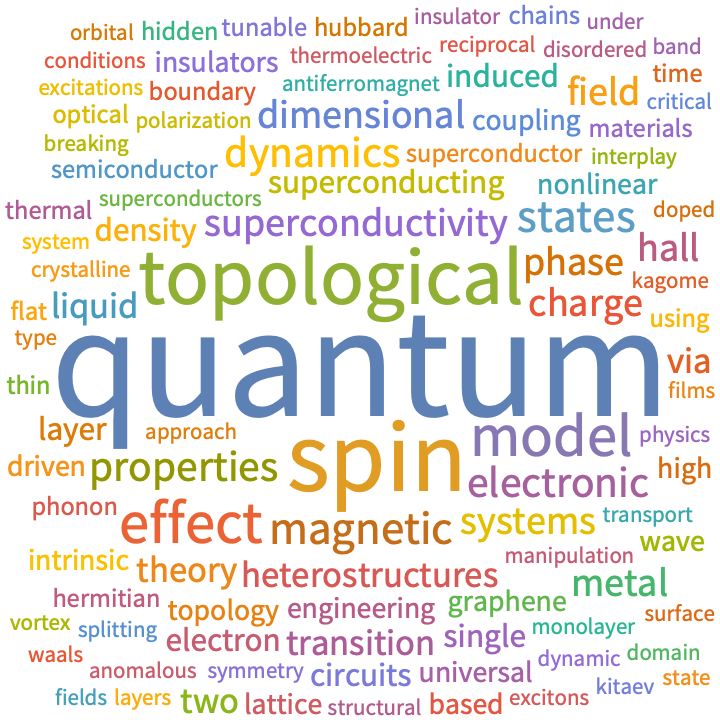 orbital hidden tunable hubbard insulator chains under
conditions insulators thermoelectric reciprocal disordered band
excitations boundary antiferromagnet induced field time
optical polarization dimensional coupling materials critical
breaking dynamics superconductor interplay
semiconductor superconducting nonlinear
thermal superconductors superconductivity states doped
system density phase hall
crystalline topological kagome
flat liquid charge using
type quantum via
thin films
layer approach spin model physics
driven properties electronic high
phonon effect magnetic systems transport
intrinsic theory heterostructures manipulation wave
hermitian topology engineering graphene metal surface
vortex splitting electron transition single monolayer
waals anomalous symmetry circuits universal dynamic domain
fields layers two lattice structural based excitons kitaev state